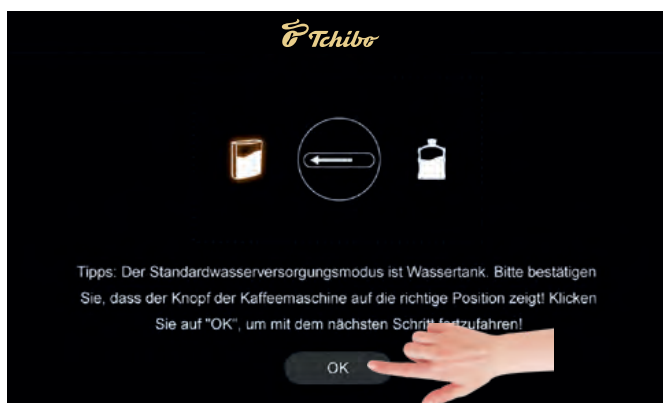 Tchibo
Tipps: Der Standardwasserversorgungsmodus ist Wassertank. Bitte bestätigen
Sie, dass der Knopf der Kaffeemaschine auf die richtige Position zeigt! Klicken
Sie auf "OK", um mit dem nächsten Schritt fortzufahren!
OK